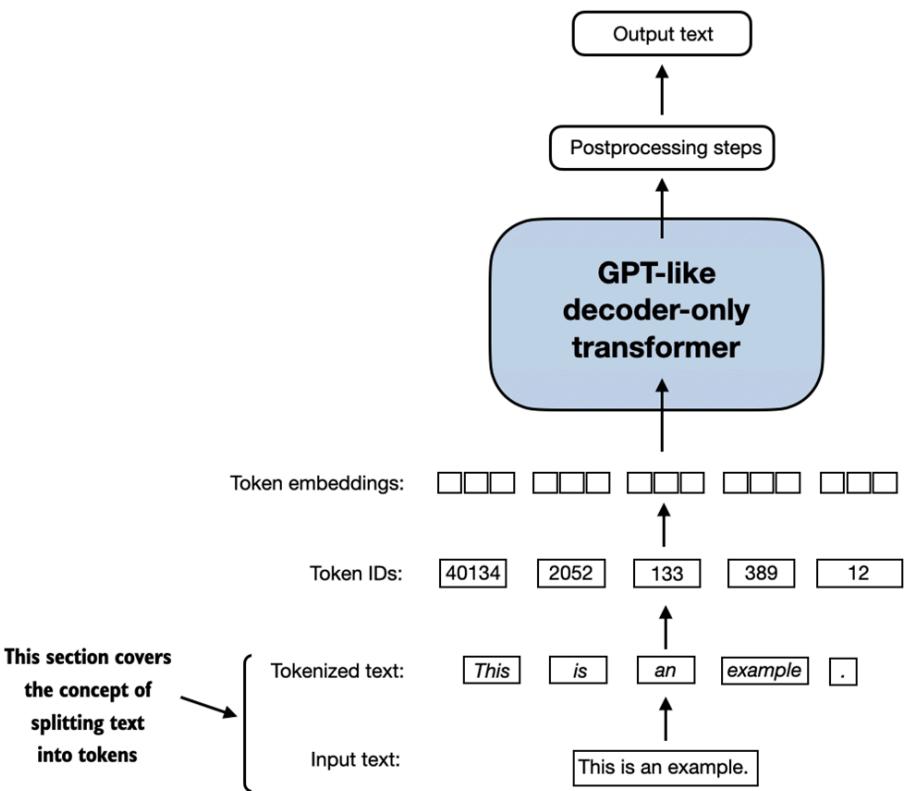 Output text
Postprocessing steps
GPT-like
decoder-only
transformer
Token embeddings:
Token IDs: 40134 2052 133 389 12
This section covers
the concept of
splitting text
into tokens
Tokenized text: This is an example .
Input text: This is an example.